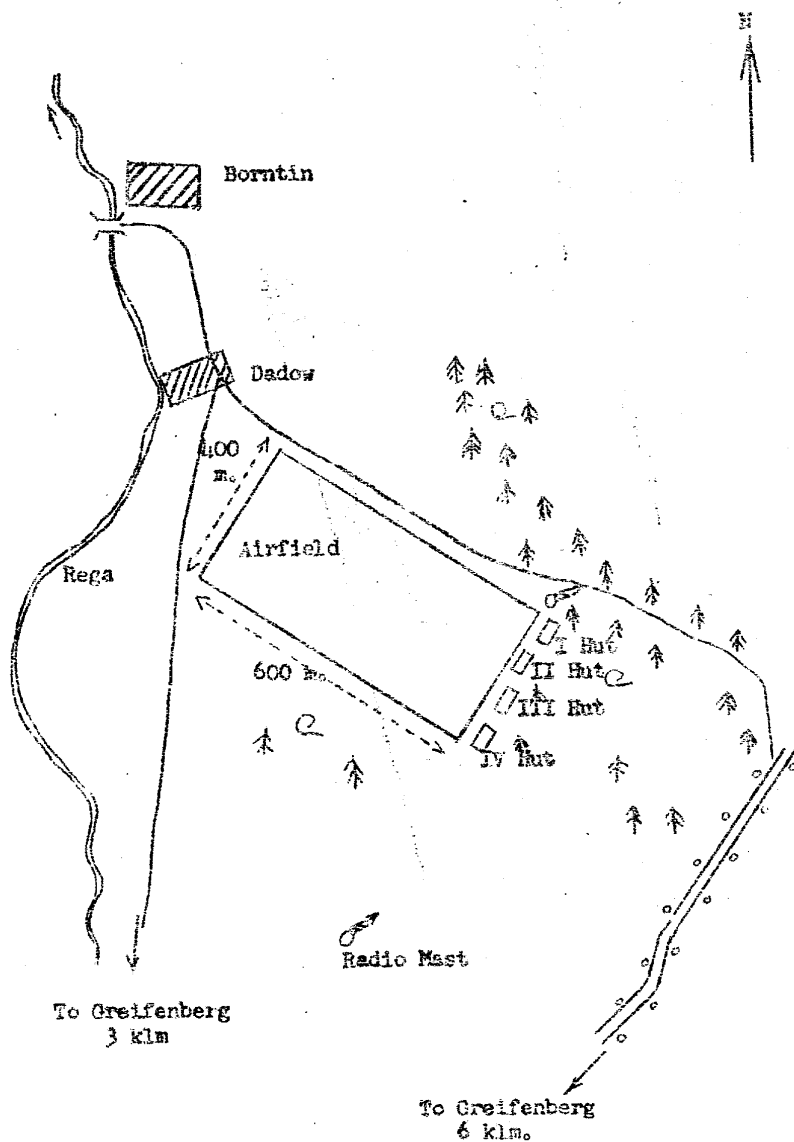 N
Borntin
Dadow
400
m.
Airfield
Rega
I Hut
600 m.
II Hut
III Hut
IV Hut
Radio Mast
To Greifenberg
3 klm
To Greifenberg
6 klm.